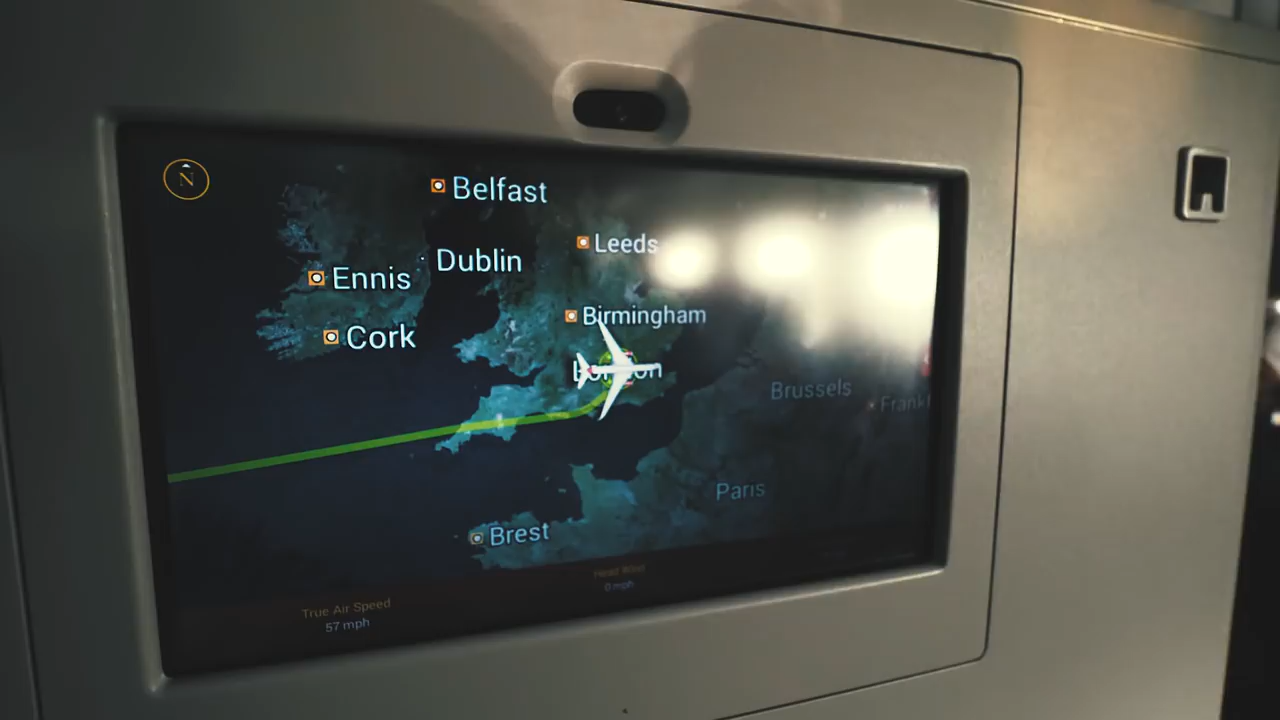 N
Belfast
Leeds
Dublin
Ennis
Birmingham
Cork
Brussels
Paris
Brest
Head Wind
0 mph
True Air Speed
57 mph